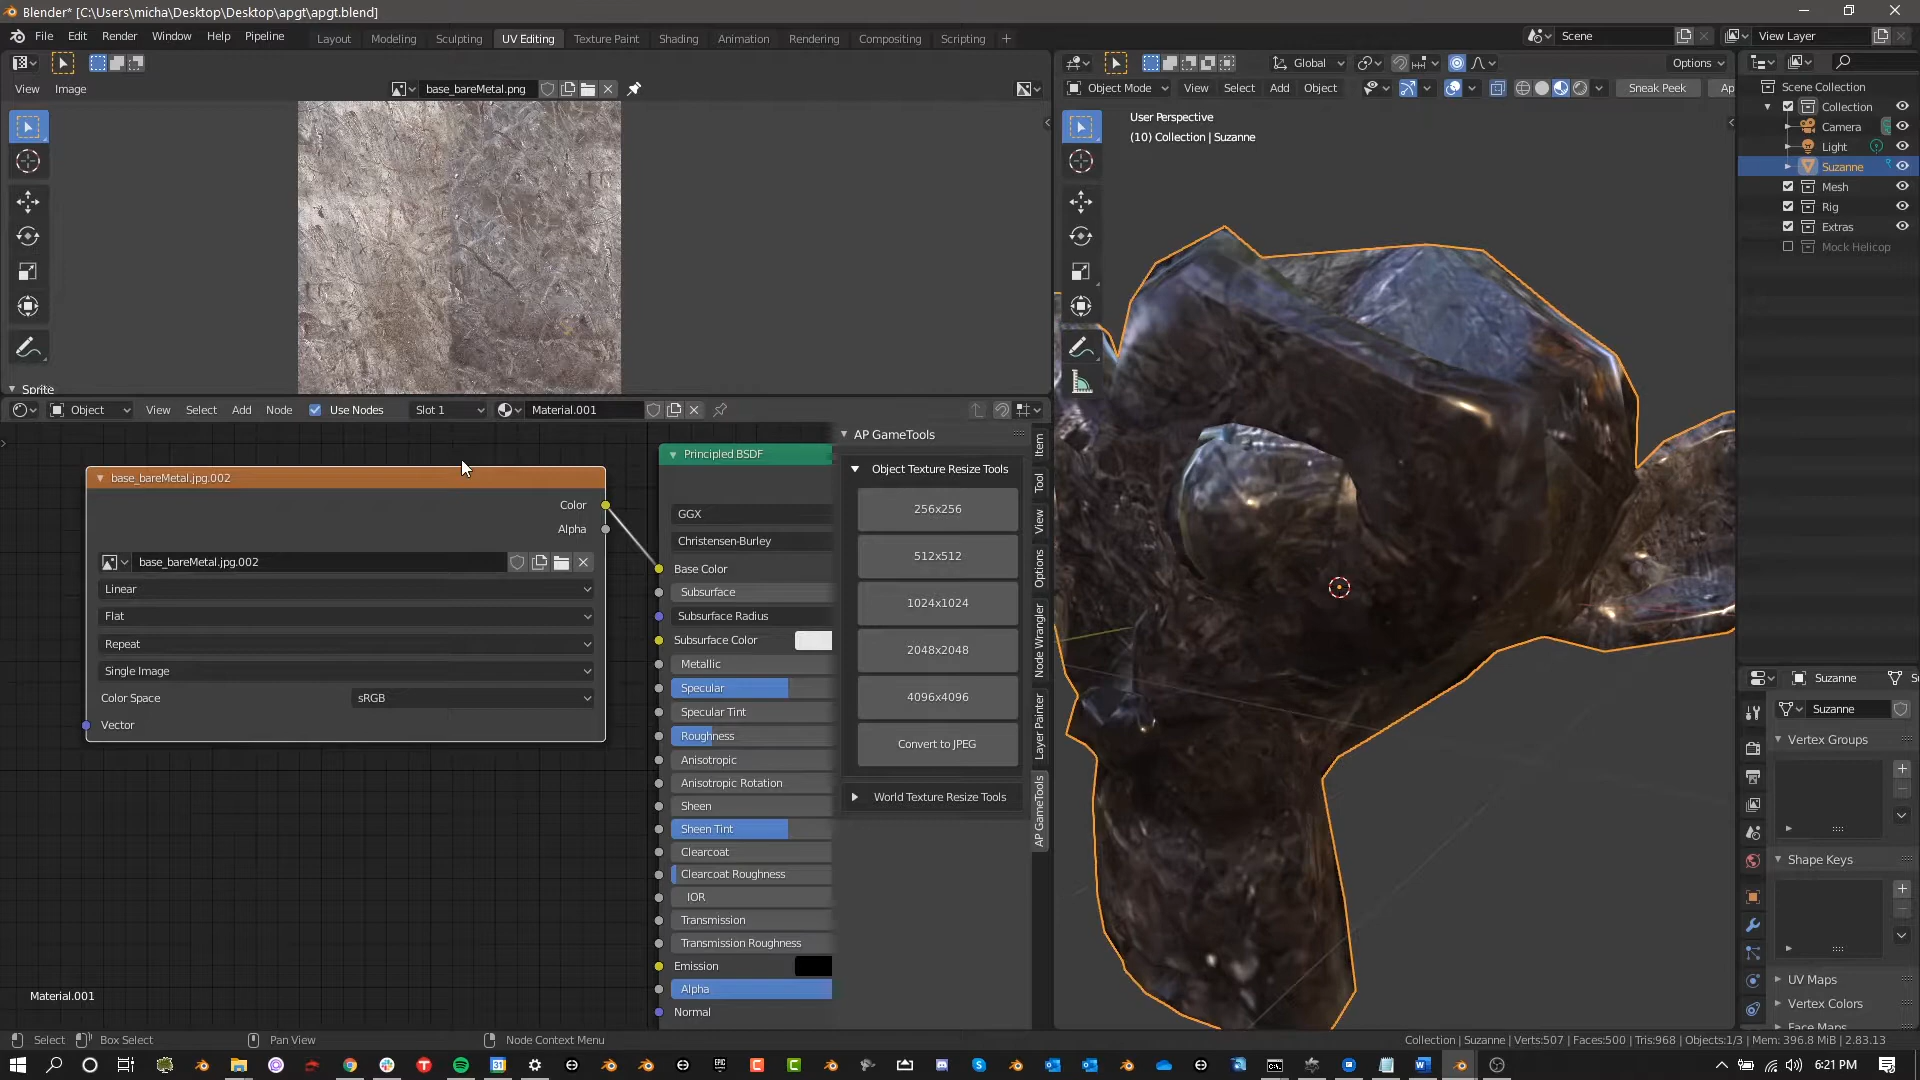 Blender* [C:\Users\micha\Desktop\Desktop\apgt\apgt.blend]
File Edit Render Window Help Pipeline
Layout Modeling Sculpting UV Editing Texture Paint Shading Animation Rendering Compositing Scripting +
Scene
View Layer
Global
Options
View Image
base_bareMetal.png
Object Mode View Select Add Object
Sneak Peek
Ap
Scene Collection
Collection
Camera
Light
Suzanne
Mesh
Rig
Extras
Mock Helicop
User Perspective
(10) Collection | Suzanne
Sprite
Object View Select Add Node Use Nodes Slot 1 Material.001
base_bareMetal.jpg.002
Color
Alpha
base_bareMetal.jpg.002
Linear
Flat
Repeat
Single Image
Color Space sRGB
Vector
Principled BSDF
GGX
Christensen-Burley
Base Color
Subsurface
Subsurface Radius
Subsurface Color
Metallic
Specular
Specular Tint
Roughness
Anisotropic
Anisotropic Rotation
Sheen
Sheen Tint
Clearcoat
Clearcoat Roughness
IOR
Transmission
Transmission Roughness
Emission
Alpha
Normal
AP GameTools
Object Texture Resize Tools
256x256
512x512
1024x1024
2048x2048
4096x4096
Convert to JPEG
World Texture Resize Tools
Item
Tool
View
Options
Node Wrangler
Layer Painter
AP GameTools
Suzanne
Suzanne
Vertex Groups
Shape Keys
UV Maps
Vertex Colors
Face Maps
Material.001
Select Box Select Pan View Node Context Menu
Collection | Suzanne | Verts:507 | Faces:500 | Tris:968 | Objects:1/3 | Mem: 396.8 MiB | 2.83.13
6:21 PM